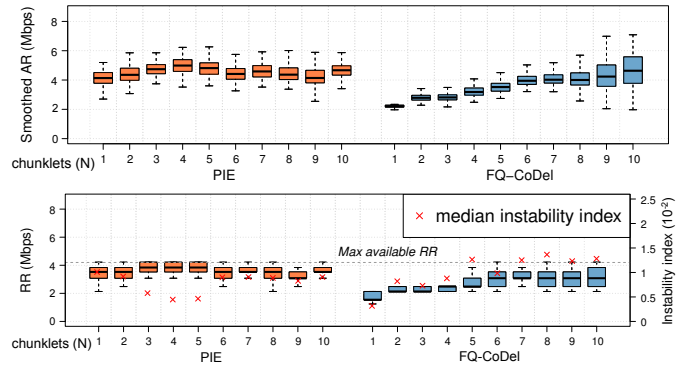 Smoothed AR (Mbps)
8
6
4
2
0
chunklets (N)
1 2 3 4 5 6 7 8 9 10 1 2 3 4 5 6 7 8 9 10
PIE FQ−CoDel
RR (Mbps)
8
6
4
2
0
× median instability index
Max available RR
2.5
2
1.5
1
0.5
0
Instability index (10⁻²)
chunklets (N)
1 2 3 4 5 6 7 8 9 10 1 2 3 4 5 6 7 8 9 10
PIE FQ-CoDel